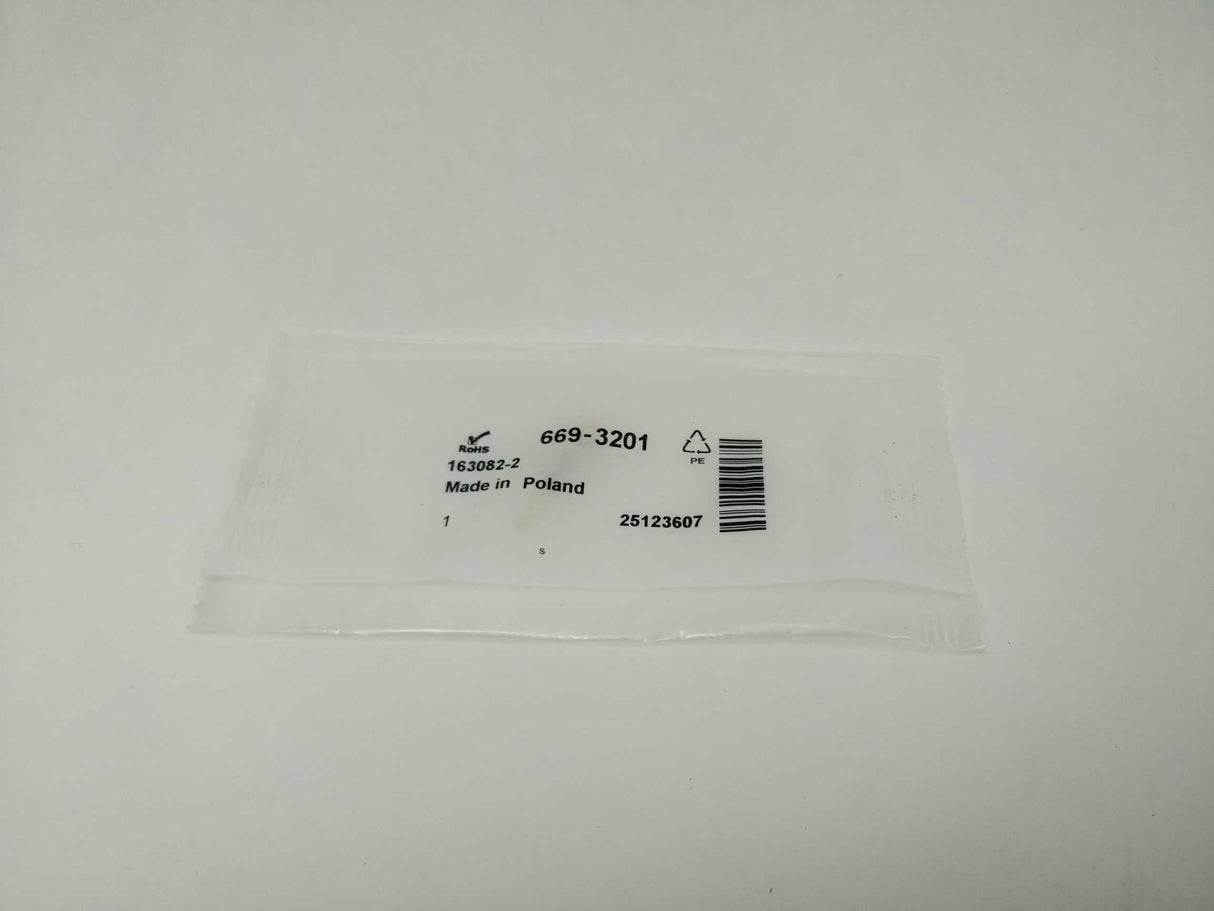 RoHS
669-3201
PE
163082-2
Made in Poland
1
25123607
S